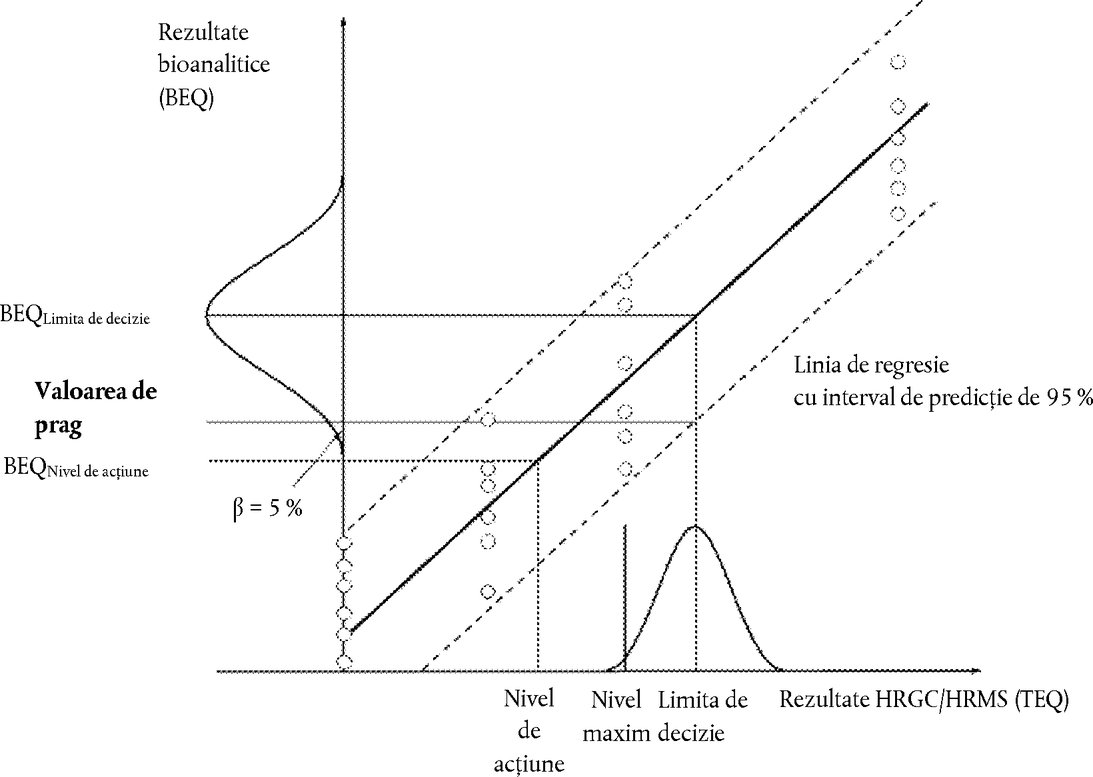 Rezultate
bioanalitice
(BEQ)
BEQLimita de decizie
Valoarea de
prag
BEQNivel de acțiune
β = 5 %
Linia de regresie
cu interval de predicție de 95 %
Nivel
de
acțiune
Nivel
maxim
Limita de
decizie
Rezultate HRGC/HRMS (TEQ)